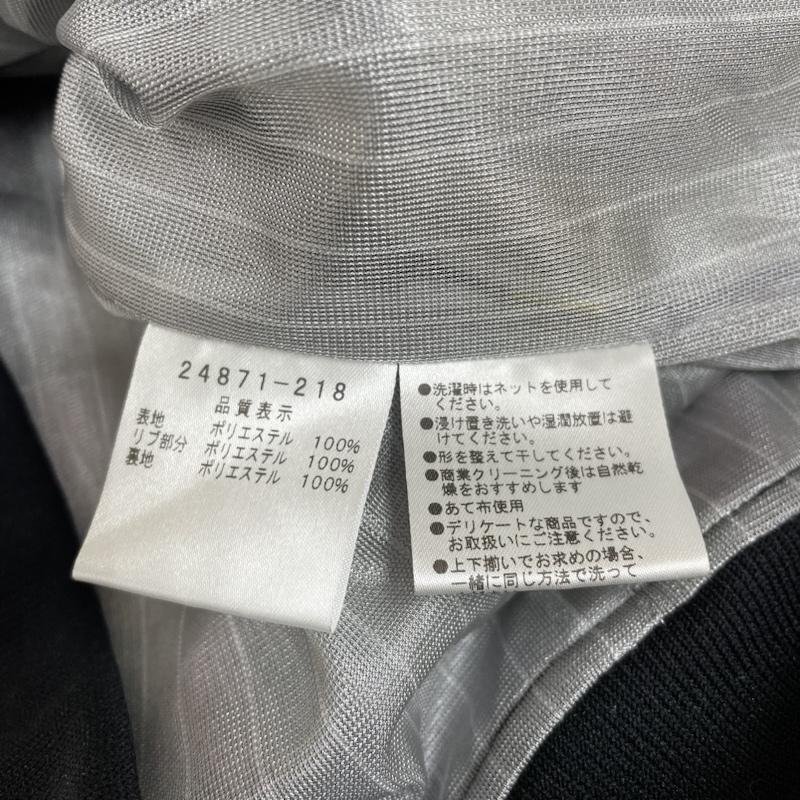 24871-218
品質表示
表地 ポリエステル 100%
リブ部分 ポリエステル 100%
裏地 ポリエステル 100%
●洗濯時はネットを使用して
ください。
●浸け置き洗いや湿潤放置は避
けてください。
●形を整えて干してください。
●商業クリーニング後は自然乾
燥をおすすめします
●あて布使用
●デリケートな商品ですので、
お取扱いにご注意ください。
●上下揃いでお求めの場合、
一緒に同じ方法で洗って